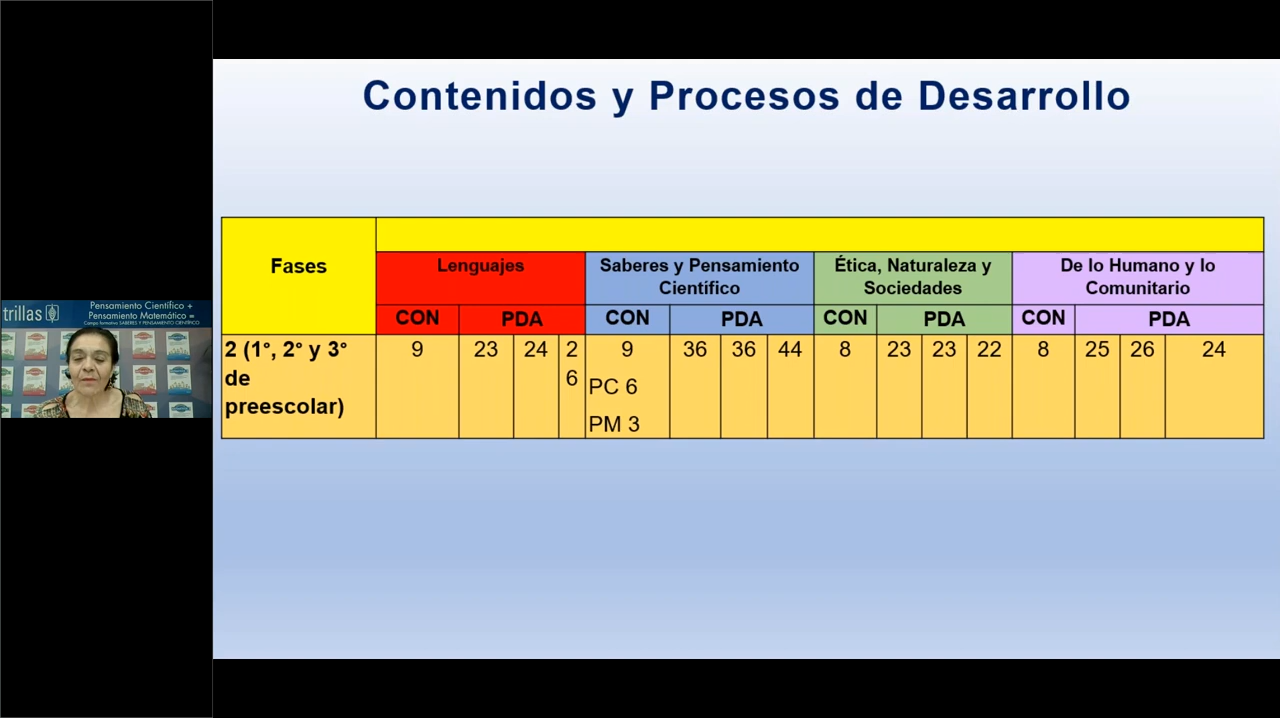 Contenidos y Procesos de Desarrollo
Fases
Lenguajes
Saberes y Pensamiento
Científico
Ética, Naturaleza y
Sociedades
De lo Humano y lo
Comunitario
CON PDA CON PDA CON PDA CON PDA
2 (1°, 2° y 3°
de
preescolar)
9 23 24 2
6
9
PC 6
PM 3
36 36 44 8 23 23 22 8 25 26 24
trillas
Pensamiento Científico +
Pensamiento Matemático =
Campo formativo SABERES Y PENSAMIENTO CIENTÍFICO